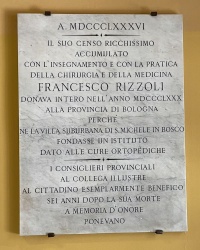 A. MDCCCLXXXVI
IL SUO CENSO RICCHISSIMO
ACCUMULATO
CON L'INSEGNAMENTO E CON LA PRATICA
DELLA CHIRURGIA E DELLA MEDICINA
FRANCESCO RIZZOLI
DONAVA INTERO NELL'ANNO MDCCCLXXX
ALLA PROVINCIA DI BOLOGNA
PERCHÉ
NE LA VILLA SUBURBANA DI S. MICHELE IN BOSCO
FONDASSE UN ISTITUTO
DATO ALLE CURE ORTOPEDICHE
I CONSIGLIERI PROVINCIALI
AL COLLEGA ILLUSTRE
AL CITTADINO ESEMPLARMENTE BENEFICO
SEI ANNI DOPO LA SUA MORTE
A MEMORIA D'ONORE
PONEVANO